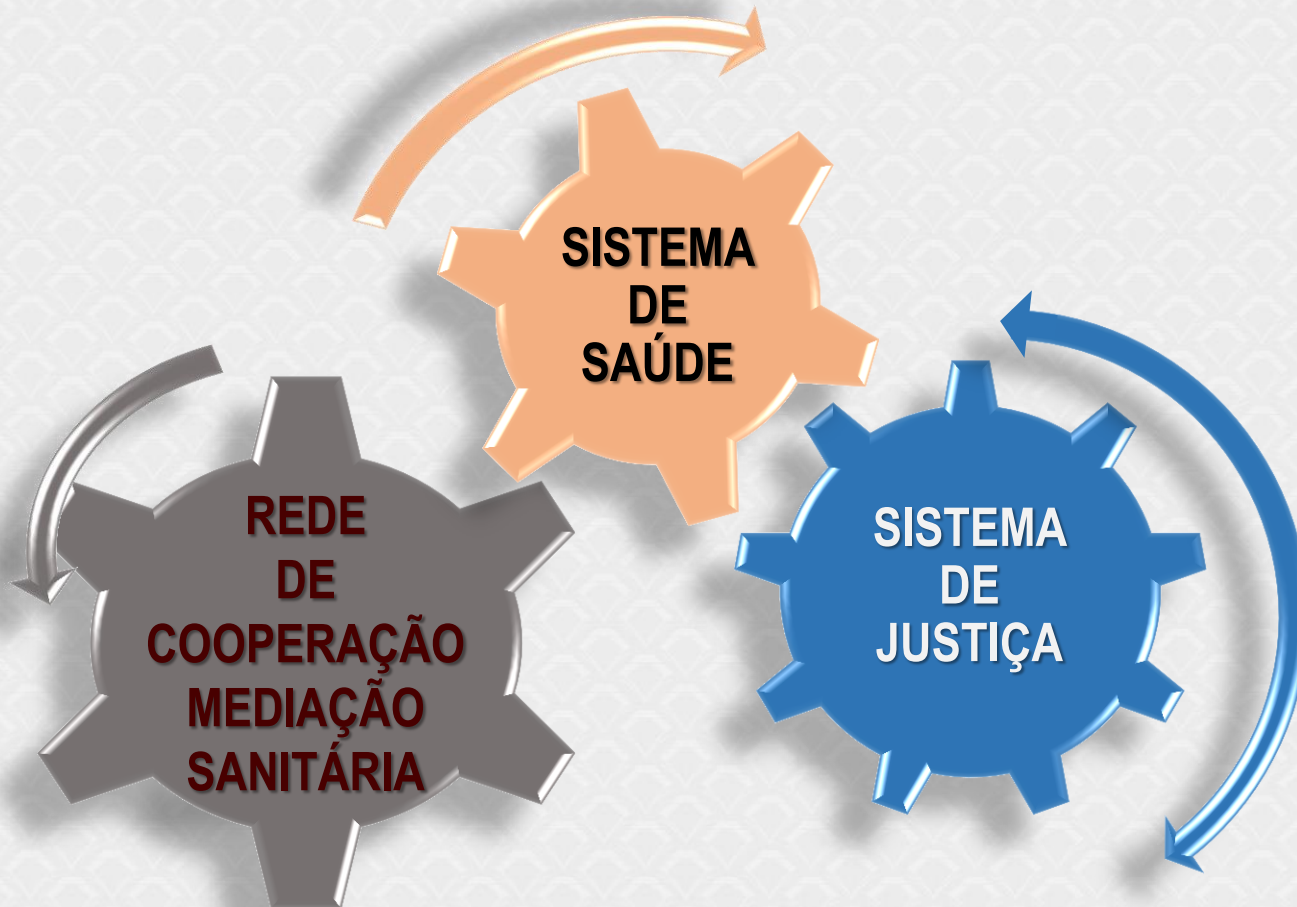 SISTEMA
DE
SAÚDE
REDE
DE
COOPERAÇÃO
MEDIAÇÃO
SANITÁRIA
SISTEMA
DE
JUSTIÇA